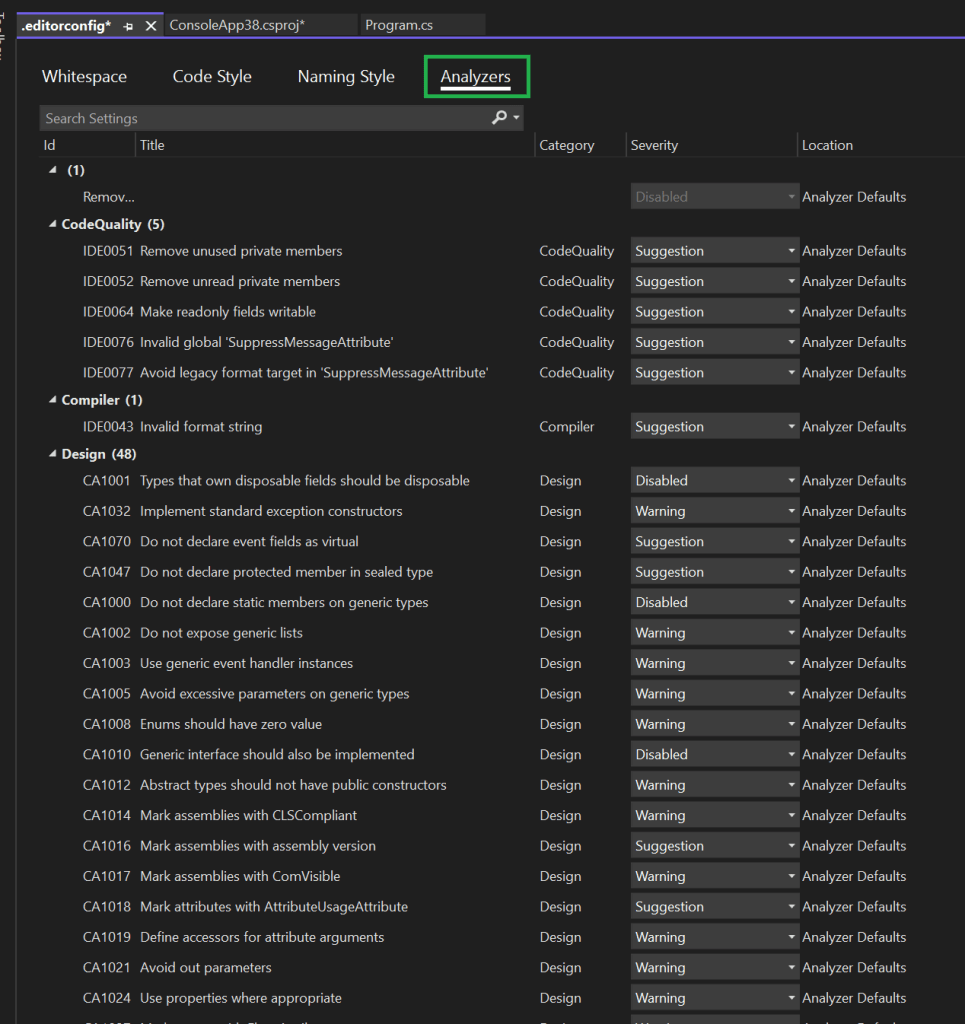 .editorconfig* ConsoleApp38.csproj* Program.cs
Whitespace Code Style Naming Style Analyzers
Search Settings
Id Title Category Severity Location
(1)
Remov... Disabled Analyzer Defaults
CodeQuality (5)
IDE0051 Remove unused private members CodeQuality Suggestion Analyzer Defaults
IDE0052 Remove unread private members CodeQuality Suggestion Analyzer Defaults
IDE0064 Make readonly fields writable CodeQuality Suggestion Analyzer Defaults
IDE0076 Invalid global 'SuppressMessageAttribute' CodeQuality Suggestion Analyzer Defaults
IDE0077 Avoid legacy format target in 'SuppressMessageAttribute' CodeQuality Suggestion Analyzer Defaults
Compiler (1)
IDE0043 Invalid format string Compiler Suggestion Analyzer Defaults
Design (48)
CA1001 Types that own disposable fields should be disposable Design Disabled Analyzer Defaults
CA1032 Implement standard exception constructors Design Warning Analyzer Defaults
CA1070 Do not declare event fields as virtual Design Suggestion Analyzer Defaults
CA1047 Do not declare protected member in sealed type Design Suggestion Analyzer Defaults
CA1000 Do not declare static members on generic types Design Disabled Analyzer Defaults
CA1002 Do not expose generic lists Design Warning Analyzer Defaults
CA1003 Use generic event handler instances Design Warning Analyzer Defaults
CA1005 Avoid excessive parameters on generic types Design Warning Analyzer Defaults
CA1008 Enums should have zero value Design Warning Analyzer Defaults
CA1010 Generic interface should also be implemented Design Disabled Analyzer Defaults
CA1012 Abstract types should not have public constructors Design Warning Analyzer Defaults
CA1014 Mark assemblies with CLSCompliant Design Warning Analyzer Defaults
CA1016 Mark assemblies with assembly version Design Suggestion Analyzer Defaults
CA1017 Mark assemblies with ComVisible Design Warning Analyzer Defaults
CA1018 Mark attributes with AttributeUsageAttribute Design Suggestion Analyzer Defaults
CA1019 Define accessors for attribute arguments Design Warning Analyzer Defaults
CA1021 Avoid out parameters Design Warning Analyzer Defaults
CA1024 Use properties where appropriate Design Warning Analyzer Defaults